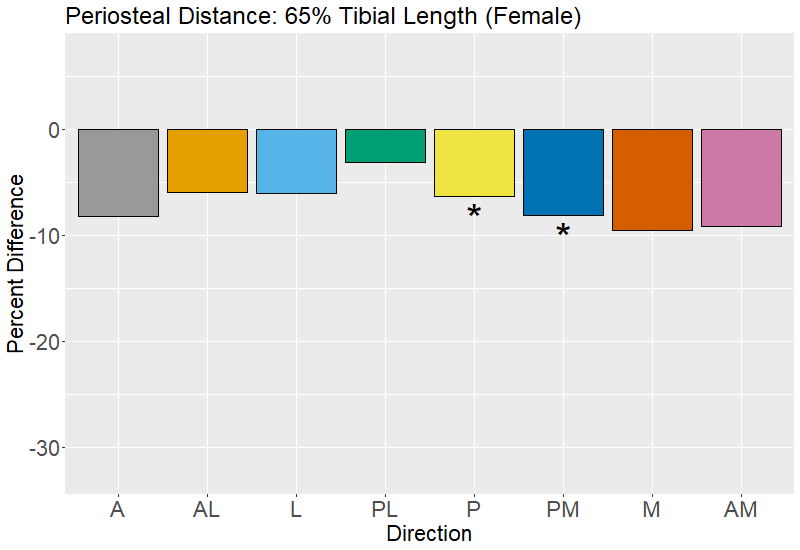 Periosteal Distance: 65% Tibial Length (Female)
Percent Difference
0
-10
-20
-30
*
*
A AL L PL P PM M AM
Direction